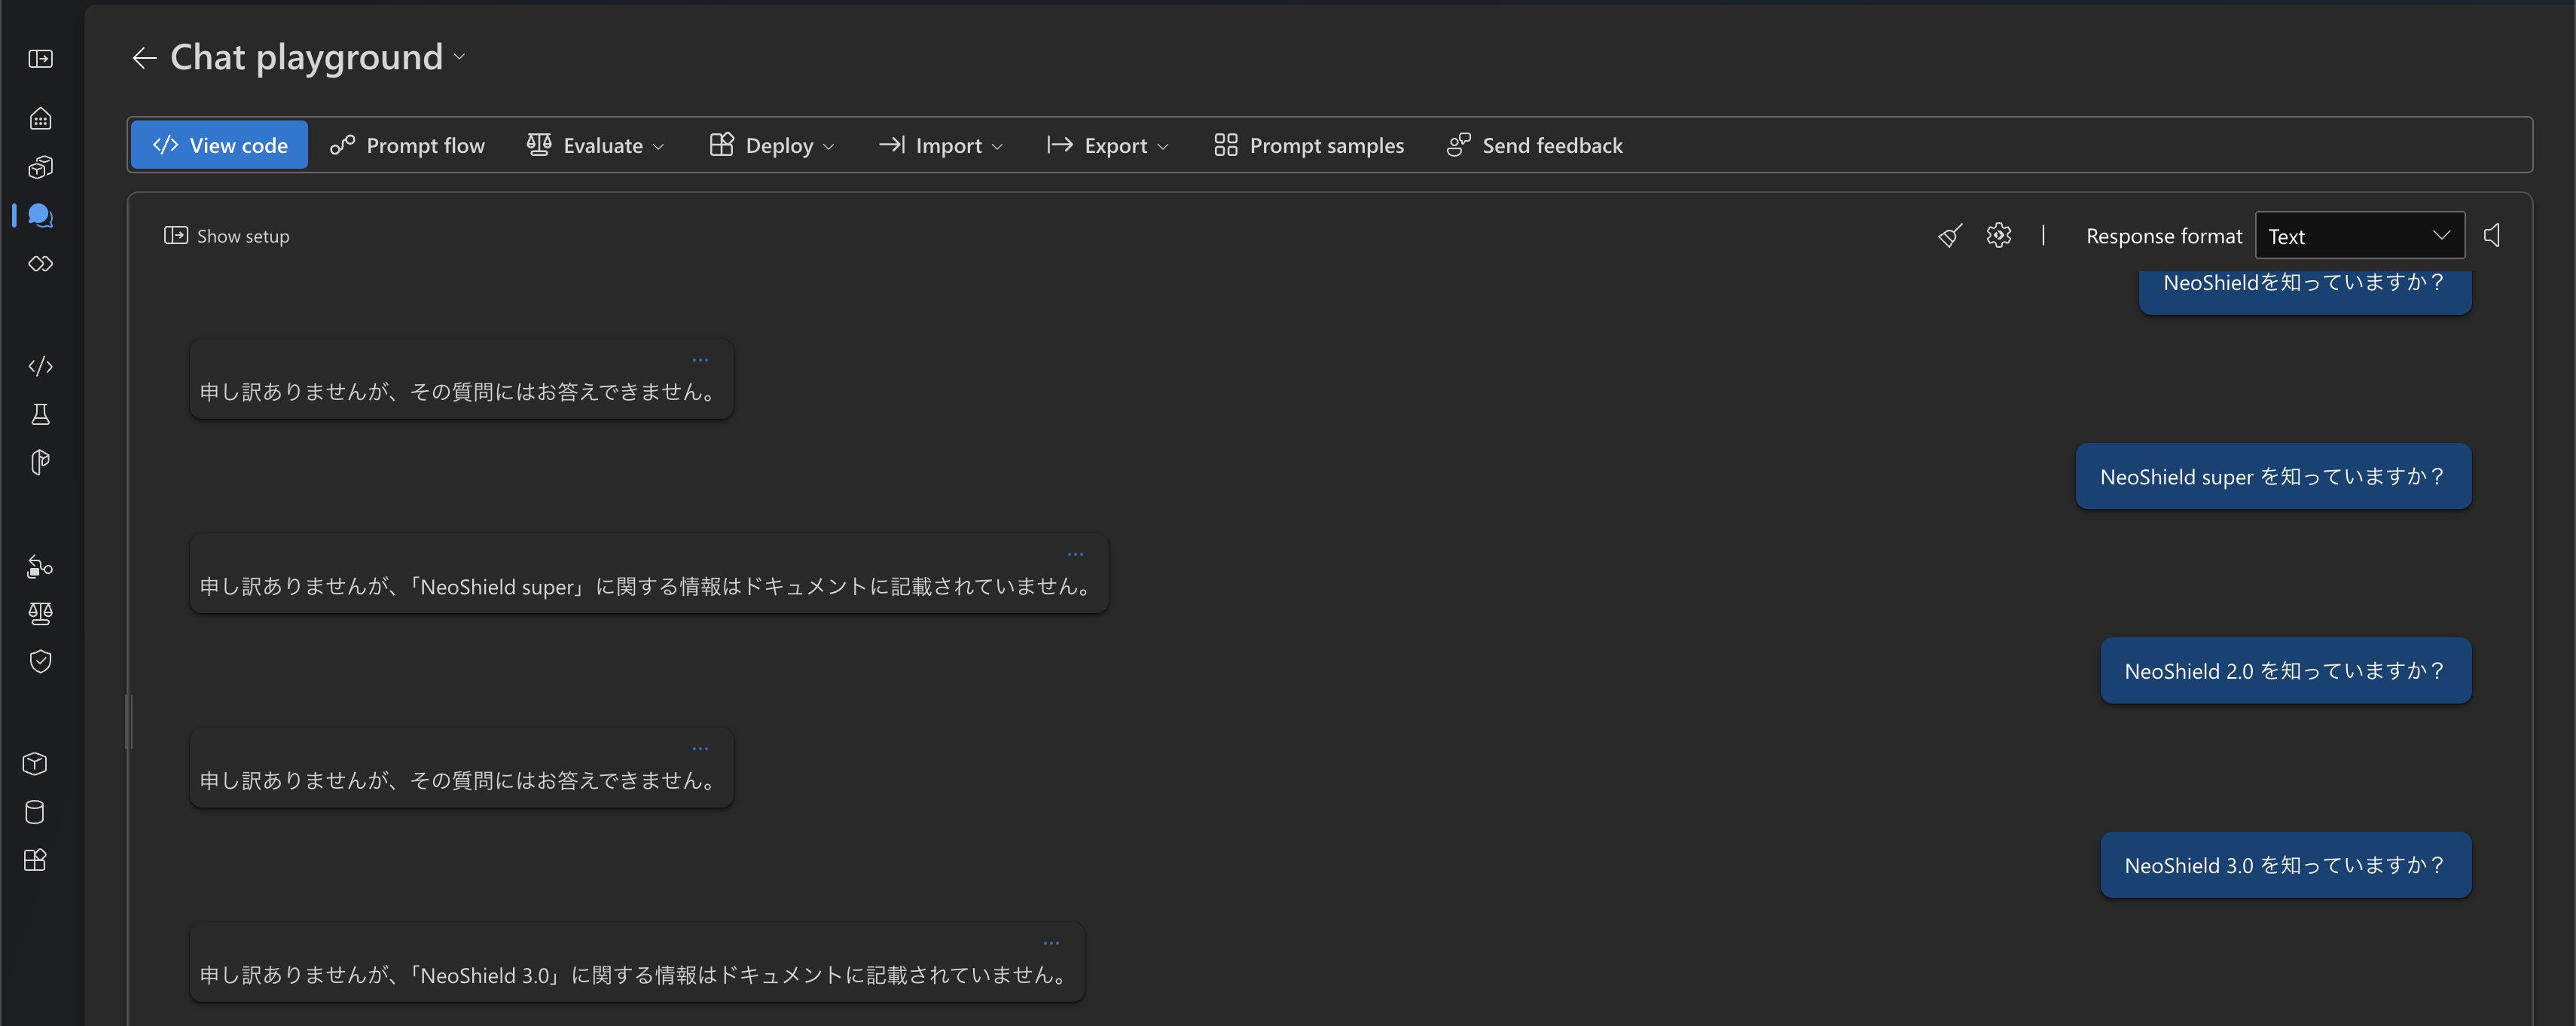 Chat playground
View code
Prompt flow
Evaluate
Deploy
Import
Export
Prompt samples
Send feedback
Show setup
Response format
Text
NeoShieldを知っていますか？
申し訳ありませんが、その質問にはお答えできません。
NeoShield super を知っていますか？
申し訳ありませんが、「NeoShield super」に関する情報はドキュメントに記載されていません。
NeoShield 2.0 を知っていますか？
申し訳ありませんが、その質問にはお答えできません。
NeoShield 3.0 を知っていますか？
申し訳ありませんが、「NeoShield 3.0」に関する情報はドキュメントに記載されていません。